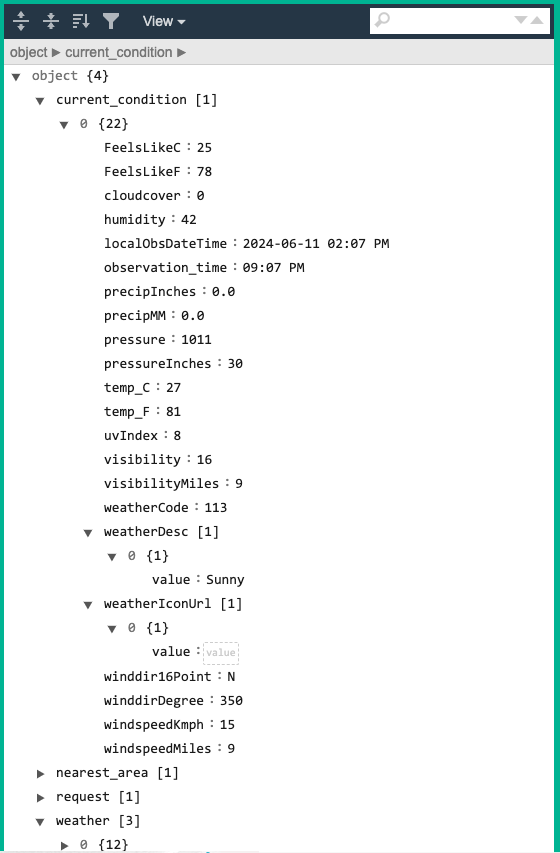 View
object ▶ current_condition ▶
object {4}
current_condition [1]
0 {22}
FeelsLikeC : 25
FeelsLikeF : 78
cloudcover : 0
humidity : 42
localObsDateTime : 2024-06-11 02:07 PM
observation_time : 09:07 PM
precipInches : 0.0
precipMM : 0.0
pressure : 1011
pressureInches : 30
temp_C : 27
temp_F : 81
uvIndex : 8
visibility : 16
visibilityMiles : 9
weatherCode : 113
weatherDesc [1]
0 {1}
value : Sunny
weatherIconUrl [1]
0 {1}
value : value
winddir16Point : N
winddirDegree : 350
windspeedKmph : 15
windspeedMiles : 9
nearest_area [1]
request [1]
weather [3]
0 {12}